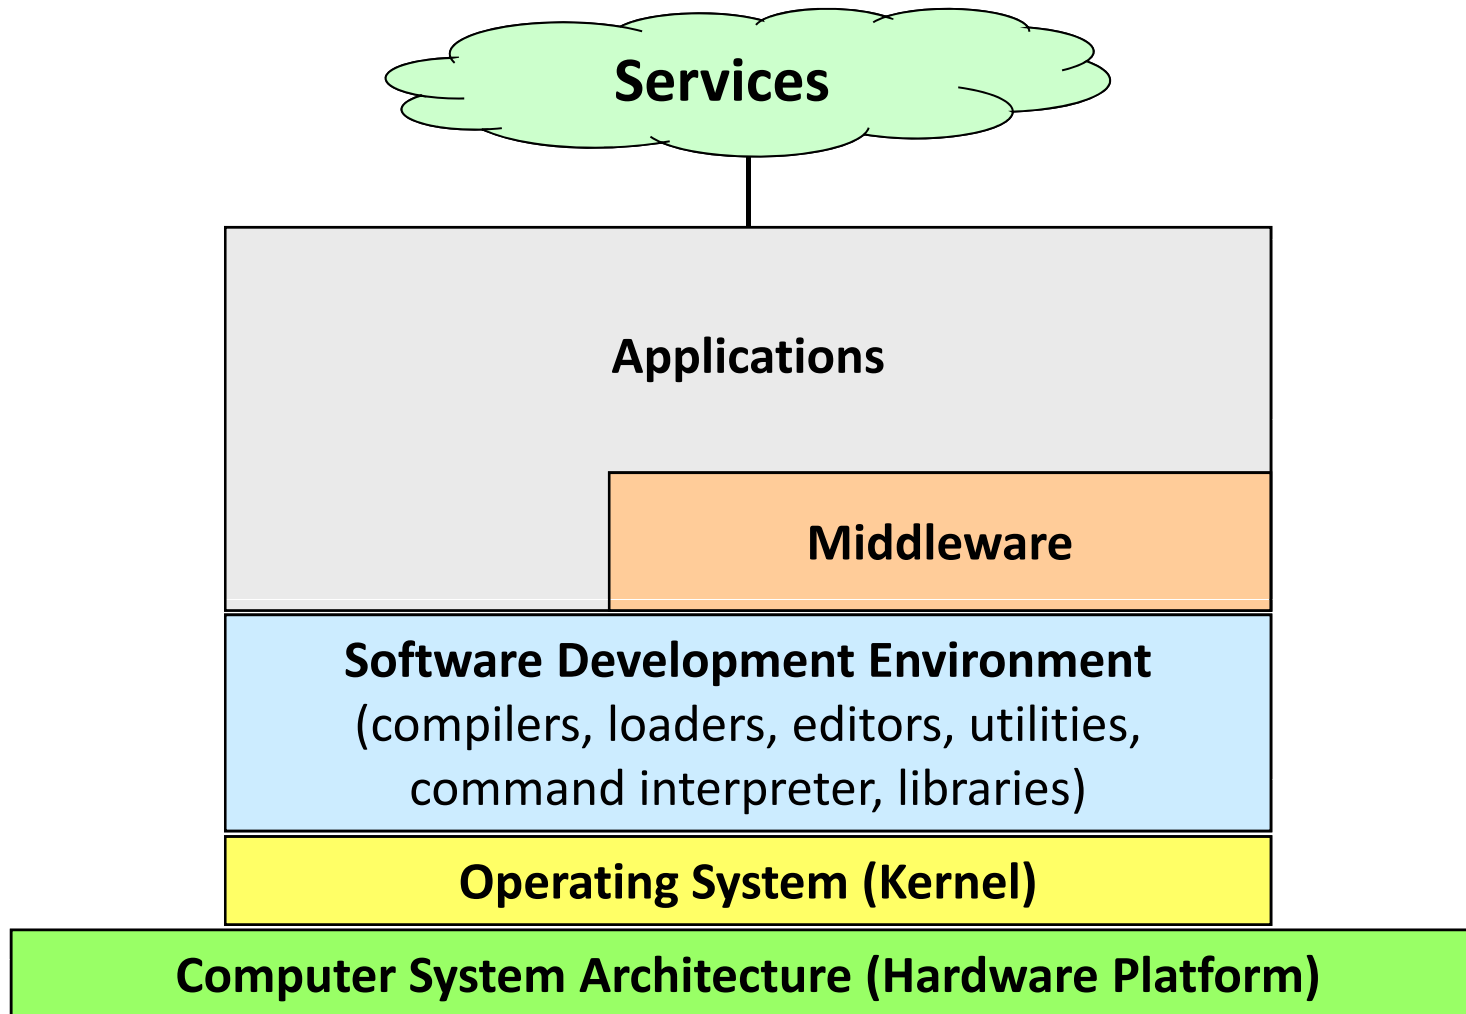 Services
Applications
Middleware
Software Development Environment
(compilers, loaders, editors, utilities,
command interpreter, libraries)
Operating System (Kernel)
Computer System Architecture (Hardware Platform)